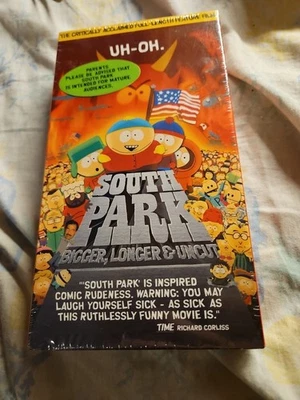 THE CRITICALLY ACCLAIMED FULL-LENGTH FEATURE FILM
UH-OH.
PARENTS:
PLEASE BE ADVISED THAT
SOUTH PARK
IS INTENDED FOR MATURE
AUDIENCES.
SOUTH
PARK
BIGGER, LONGER & UNCUT
"'SOUTH PARK' IS INSPIRED
COMIC RUDENESS. WARNING: YOU MAY
LAUGH YOURSELF SICK - AS SICK AS
THIS RUTHLESSLY FUNNY MOVIE IS."
TIME RICHARD CORLISS